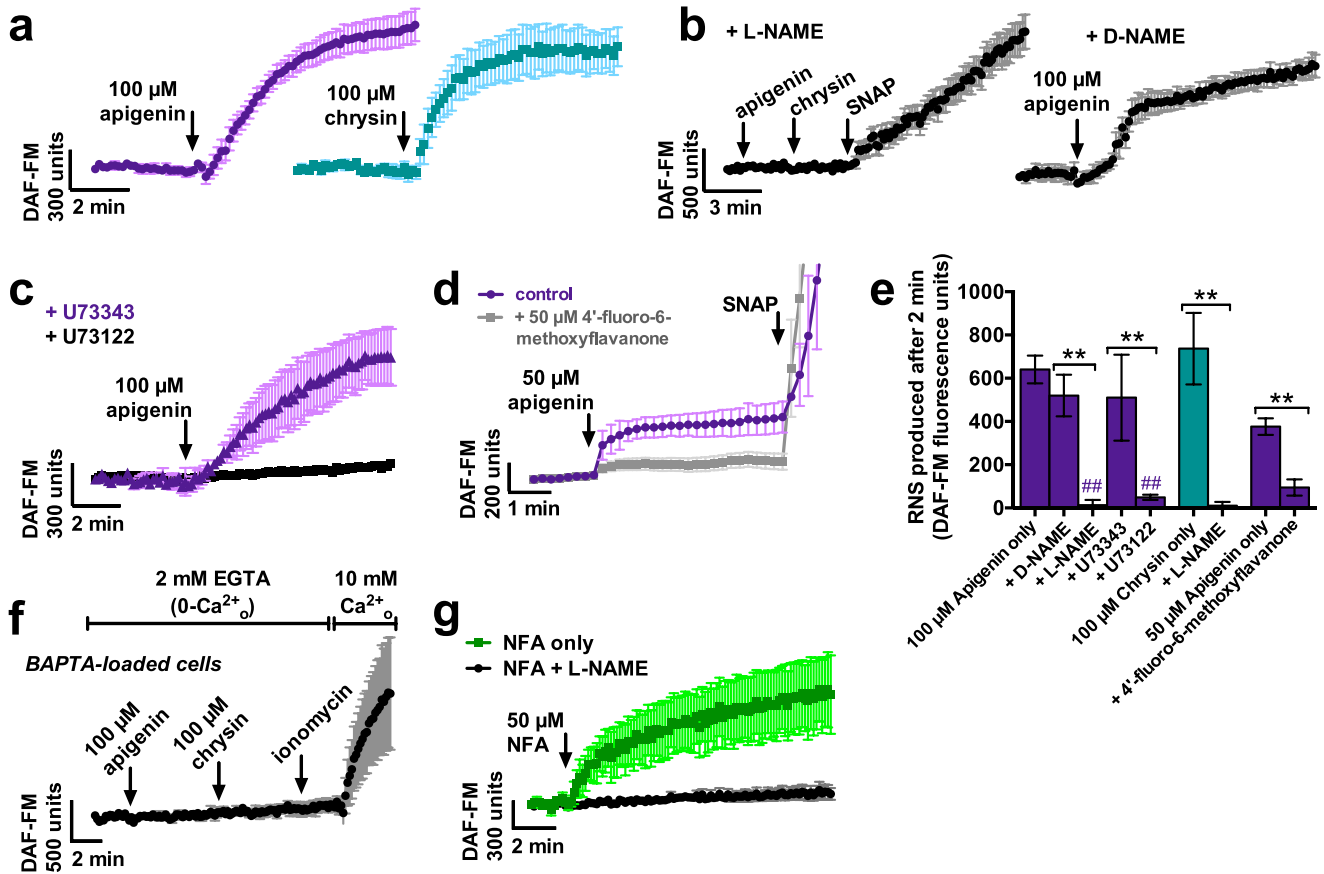 a
100 µM
apigenin
100 µM
chrysin
DAF-FM
300 units
2 min
b
+ L-NAME
apigenin
chrysin
SNAP
+ D-NAME
100 µM
apigenin
DAF-FM
500 units
3 min
c
+ U73343
+ U73122
100 µM
apigenin
DAF-FM
300 units
2 min
d
control
+ 50 µM 4'-fluoro-6-
methoxyflavanone
SNAP
50 µM
apigenin
DAF-FM
200 units
1 min
e
RNS produced after 2 min
(DAF-FM fluorescence units)
1000
800
600
400
200
0
**
**
**
**
##
##
100 µM Apigenin only
+ D-NAME
+ L-NAME
+ U73343
+ U73122
100 µM Chrysin only
+ L-NAME
50 µM Apigenin only
+ 4'-fluoro-6-methoxyflavanone
f
2 mM EGTA
(0-Ca2+o)
10 mM
Ca2+o
BAPTA-loaded cells
100 µM
apigenin
100 µM
chrysin
ionomycin
DAF-FM
500 units
2 min
g
NFA only
NFA + L-NAME
50 µM
NFA
DAF-FM
300 units
2 min